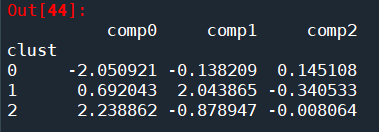 Out[44]:
comp0 comp1 comp2
clust
0 -2.050921 -0.138209 0.145108
1 0.692043 2.043865 -0.340533
2 2.238862 -0.878947 -0.008064